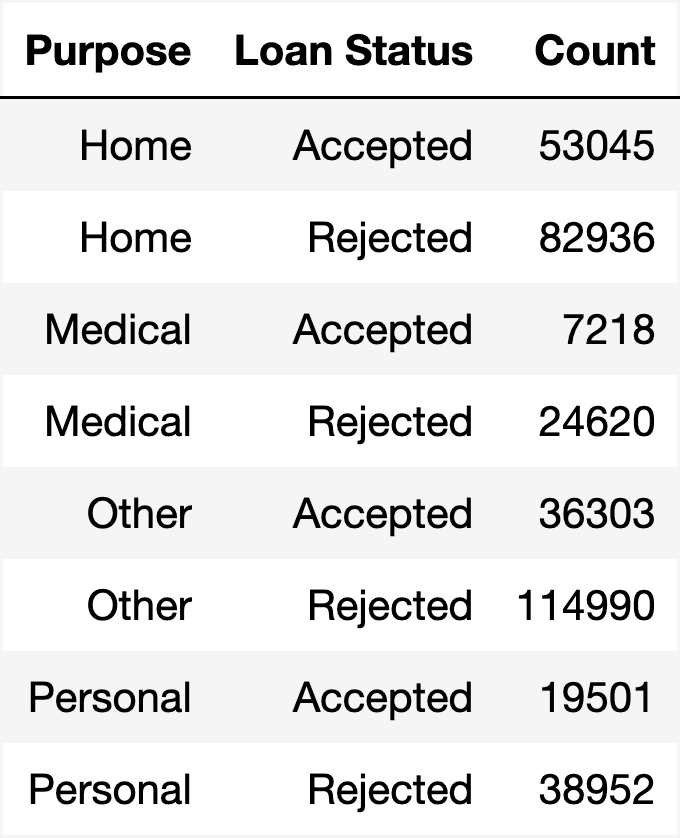 Purpose Loan Status Count
Home Accepted 53045
Home Rejected 82936
Medical Accepted 7218
Medical Rejected 24620
Other Accepted 36303
Other Rejected 114990
Personal Accepted 19501
Personal Rejected 38952